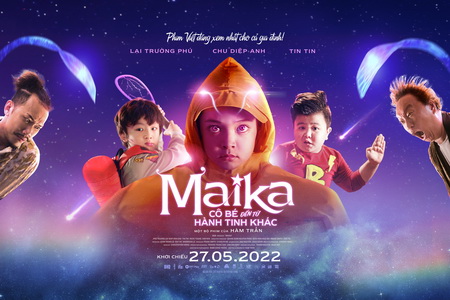 Phim Việt đáng xem nhất cho cả gia đình!
LẠI TRƯỜNG PHÚ CHU DIỆP-ANH TIN TIN
Maika
CÔ BÉ ĐẾN TỪ
HÀNH TINH KHÁC
MỘT BỘ PHIM CỦA HÀM TRẦN
KHỞI CHIẾU 27.05.2022